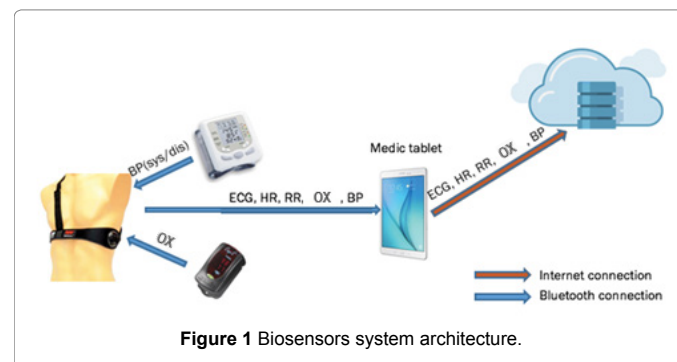 BP(sys/dis)
Medic tablet
ECG, HR, RR, OX , BP
ECG, HR, RR, OX , BP
OX
Internet connection
Bluetooth connection
Figure 1 Biosensors system architecture.